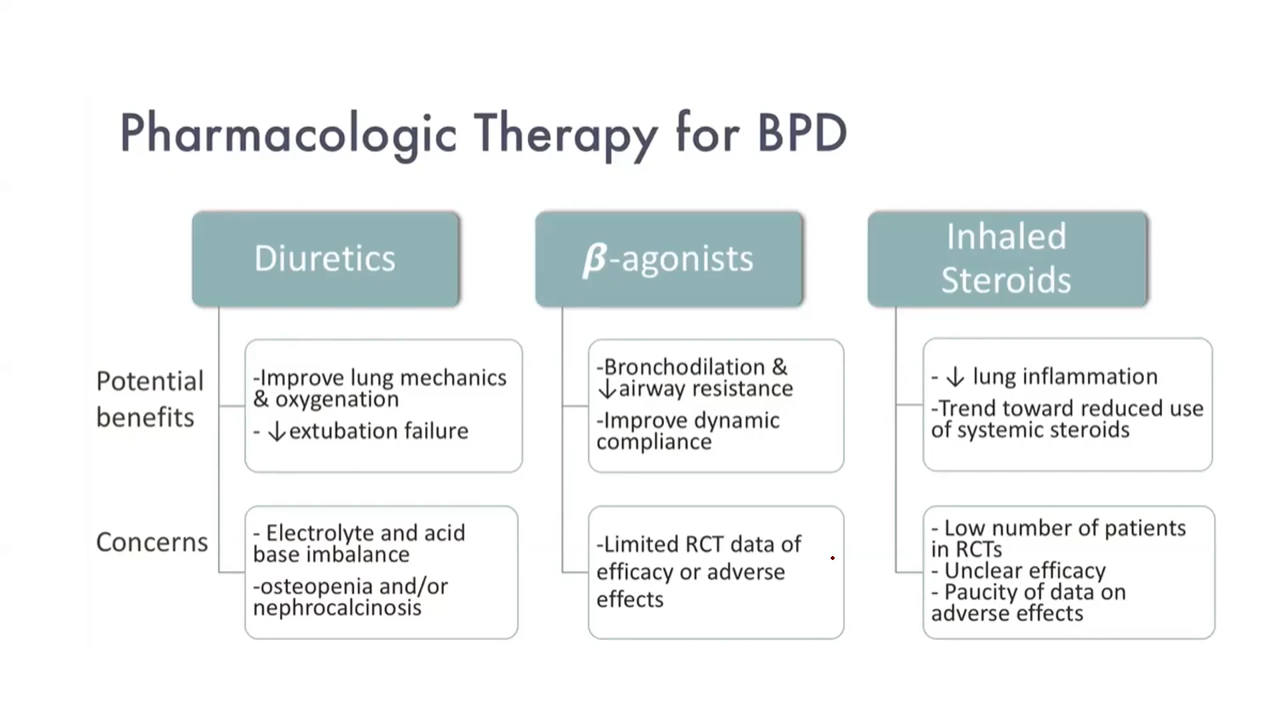 Pharmacologic Therapy for BPD
Diuretics
β-agonists
Inhaled
Steroids
Potential
benefits
-Improve lung mechanics
& oxygenation
- ↓extubation failure
-Bronchodilation &
↓airway resistance
-Improve dynamic
compliance
- ↓ lung inflammation
-Trend toward reduced use
of systemic steroids
Concerns
- Electrolyte and acid
base imbalance
-osteopenia and/or
nephrocalcinosis
-Limited RCT data of
efficacy or adverse
effects
- Low number of patients
in RCTs
- Unclear efficacy
- Paucity of data on
adverse effects